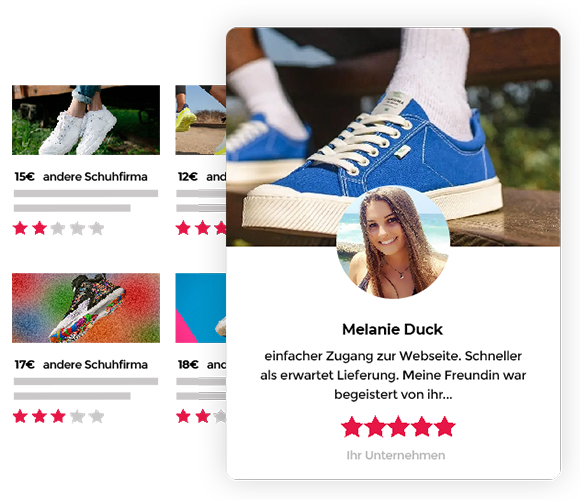 15€ andere Schuhfirma
12€ and
17€ andere Schuhfirma
18€ and
Melanie Duck
einfacher Zugang zur Webseite. Schneller
als erwartet Lieferung. Meine Freundin war
begeistert von ihr...
Ihr Unternehmen